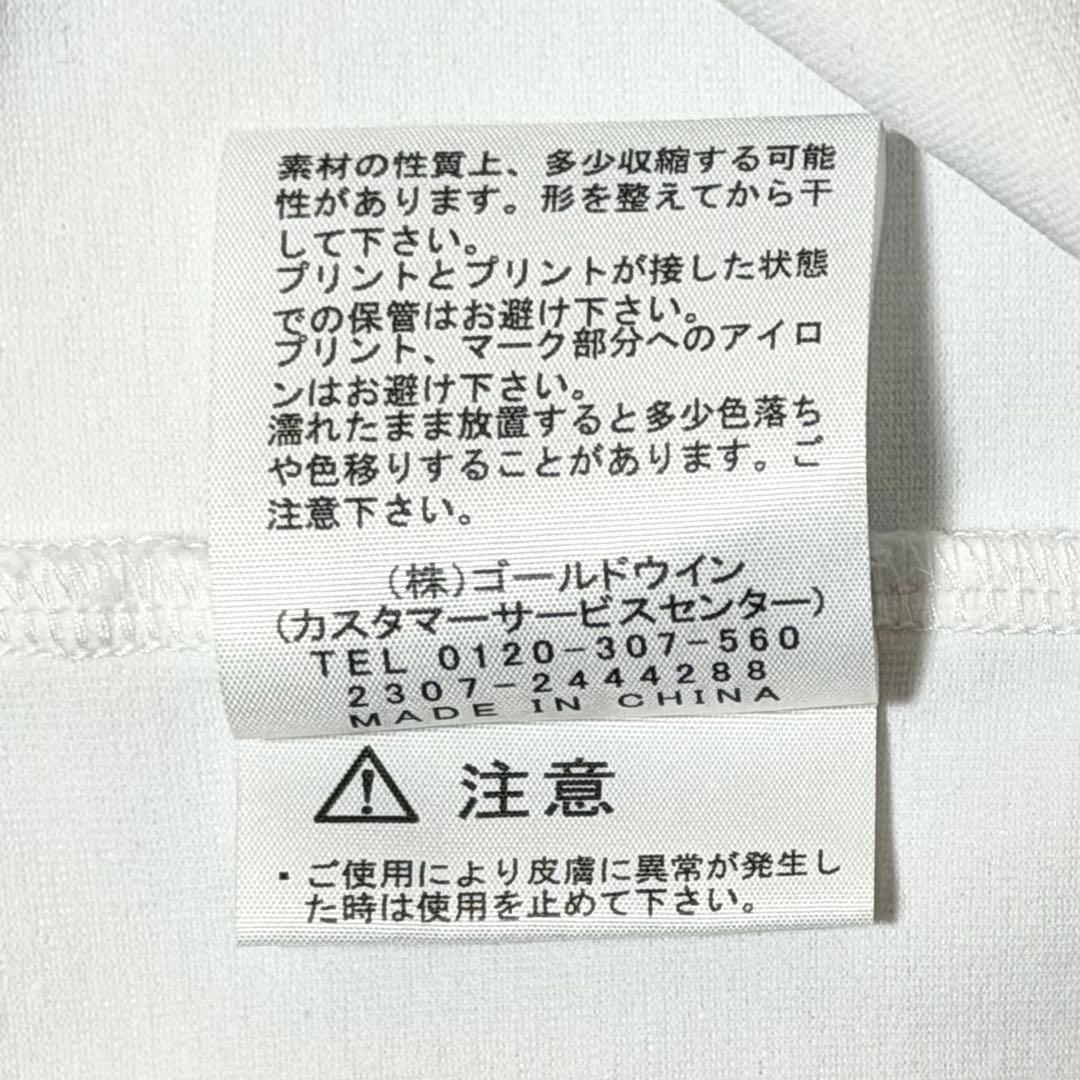 素材の性質上、多少収縮する可能
性があります。形を整えてから干
して下さい。
プリントとプリントが接した状態
での保管はお避け下さい。
プリント、マーク部分へのアイロ
ンはお避け下さい。
濡れたまま放置すると多少色落ち
や色移りすることがあります。ご
注意下さい。
(株)ゴールドウイン
(カスタマーサービスセンター)
TEL 0120-307-560
2307-2444288
MADE IN CHINA
⚠ 注意
・ご使用により皮膚に異常が発生し
た時は使用を止めて下さい。